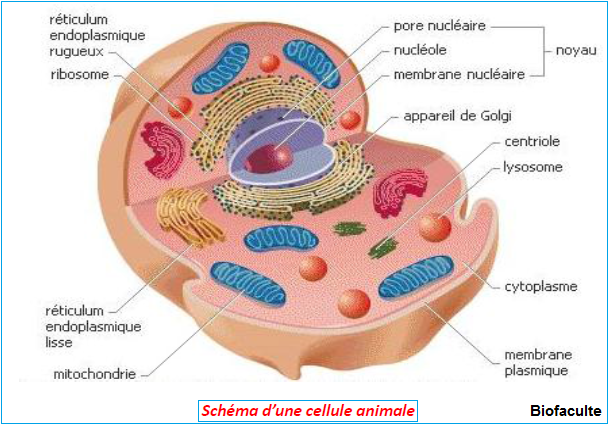 réticulum
endoplasmique
rugueux
ribosome
pore nucléaire
nucléole
membrane nucléaire
noyau
appareil de Golgi
centriole
lysosome
cytoplasme
membrane
plasmique
réticulum
endoplasmique
lisse
mitochondrie
Schéma d'une cellule animale
Biofaculte